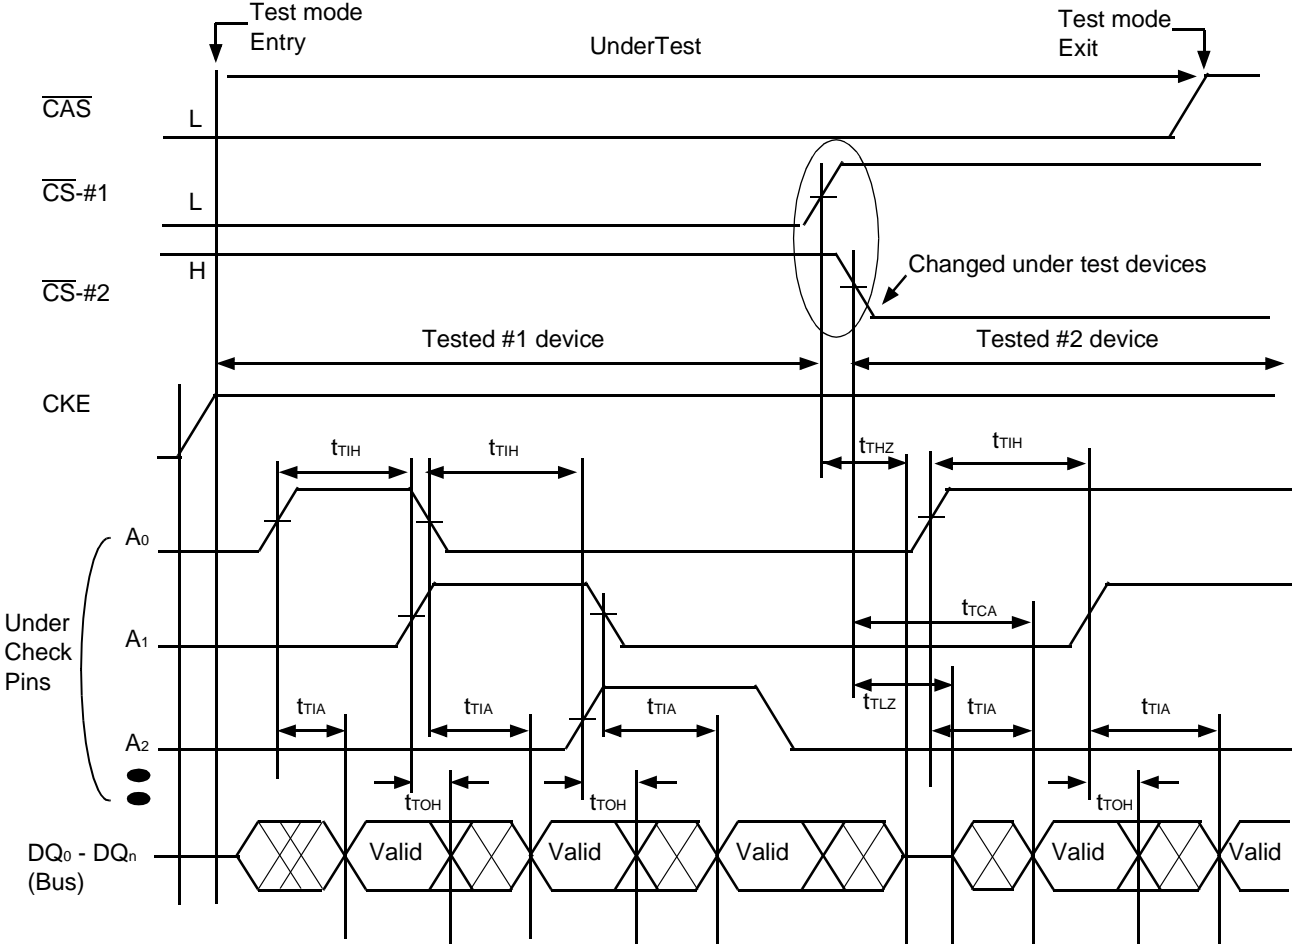 Test mode
Entry
UnderTest
Test mode
Exit
CAS
L
CS-#1
L
H
CS-#2
Changed under test devices
Tested #1 device
Tested #2 device
CKE
tTIH
tTIH
tTHZ
tTIH
A0
Under
Check
Pins
A1
tTCA
A2
tTIA
tTIA
tTIA
tTLZ
tTIA
tTIA
tTOH
tTOH
tTOH
DQ0 - DQn
(Bus)
Valid
Valid
Valid
Valid
Valid